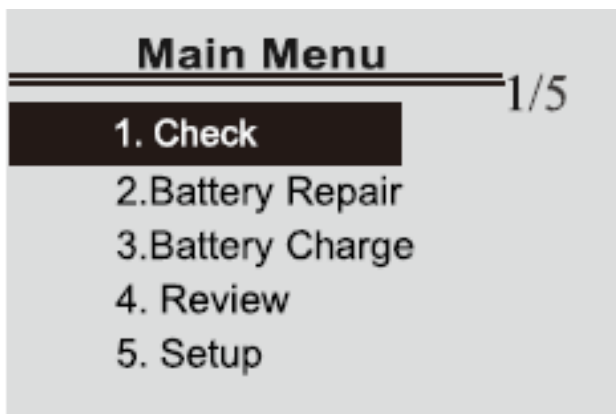 Main Menu
1/5
1. Check
2.Battery Repair
3.Battery Charge
4. Review
5. Setup